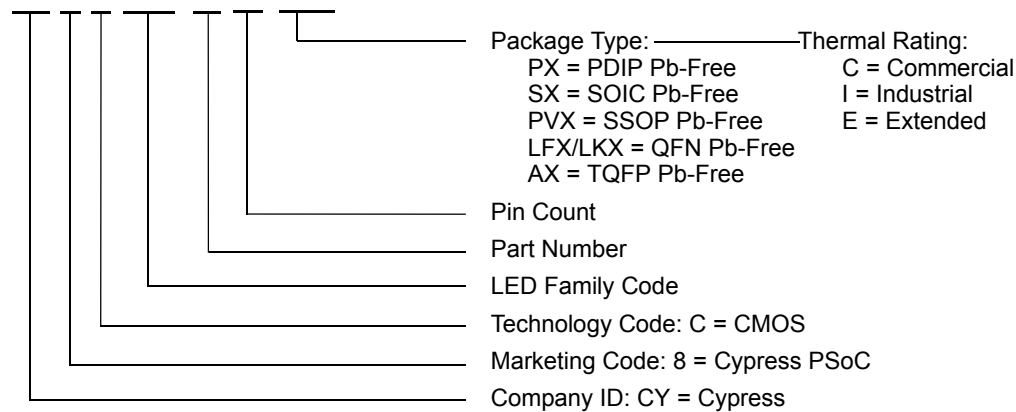 Package Type: Thermal Rating:
PX = PDIP Pb-Free C = Commercial
SX = SOIC Pb-Free I = Industrial
PVX = SSOP Pb-Free E = Extended
LFX/LKX = QFN Pb-Free
AX = TQFP Pb-Free
Pin Count
Part Number
LED Family Code
Technology Code: C = CMOS
Marketing Code: 8 = Cypress PSoC
Company ID: CY = Cypress